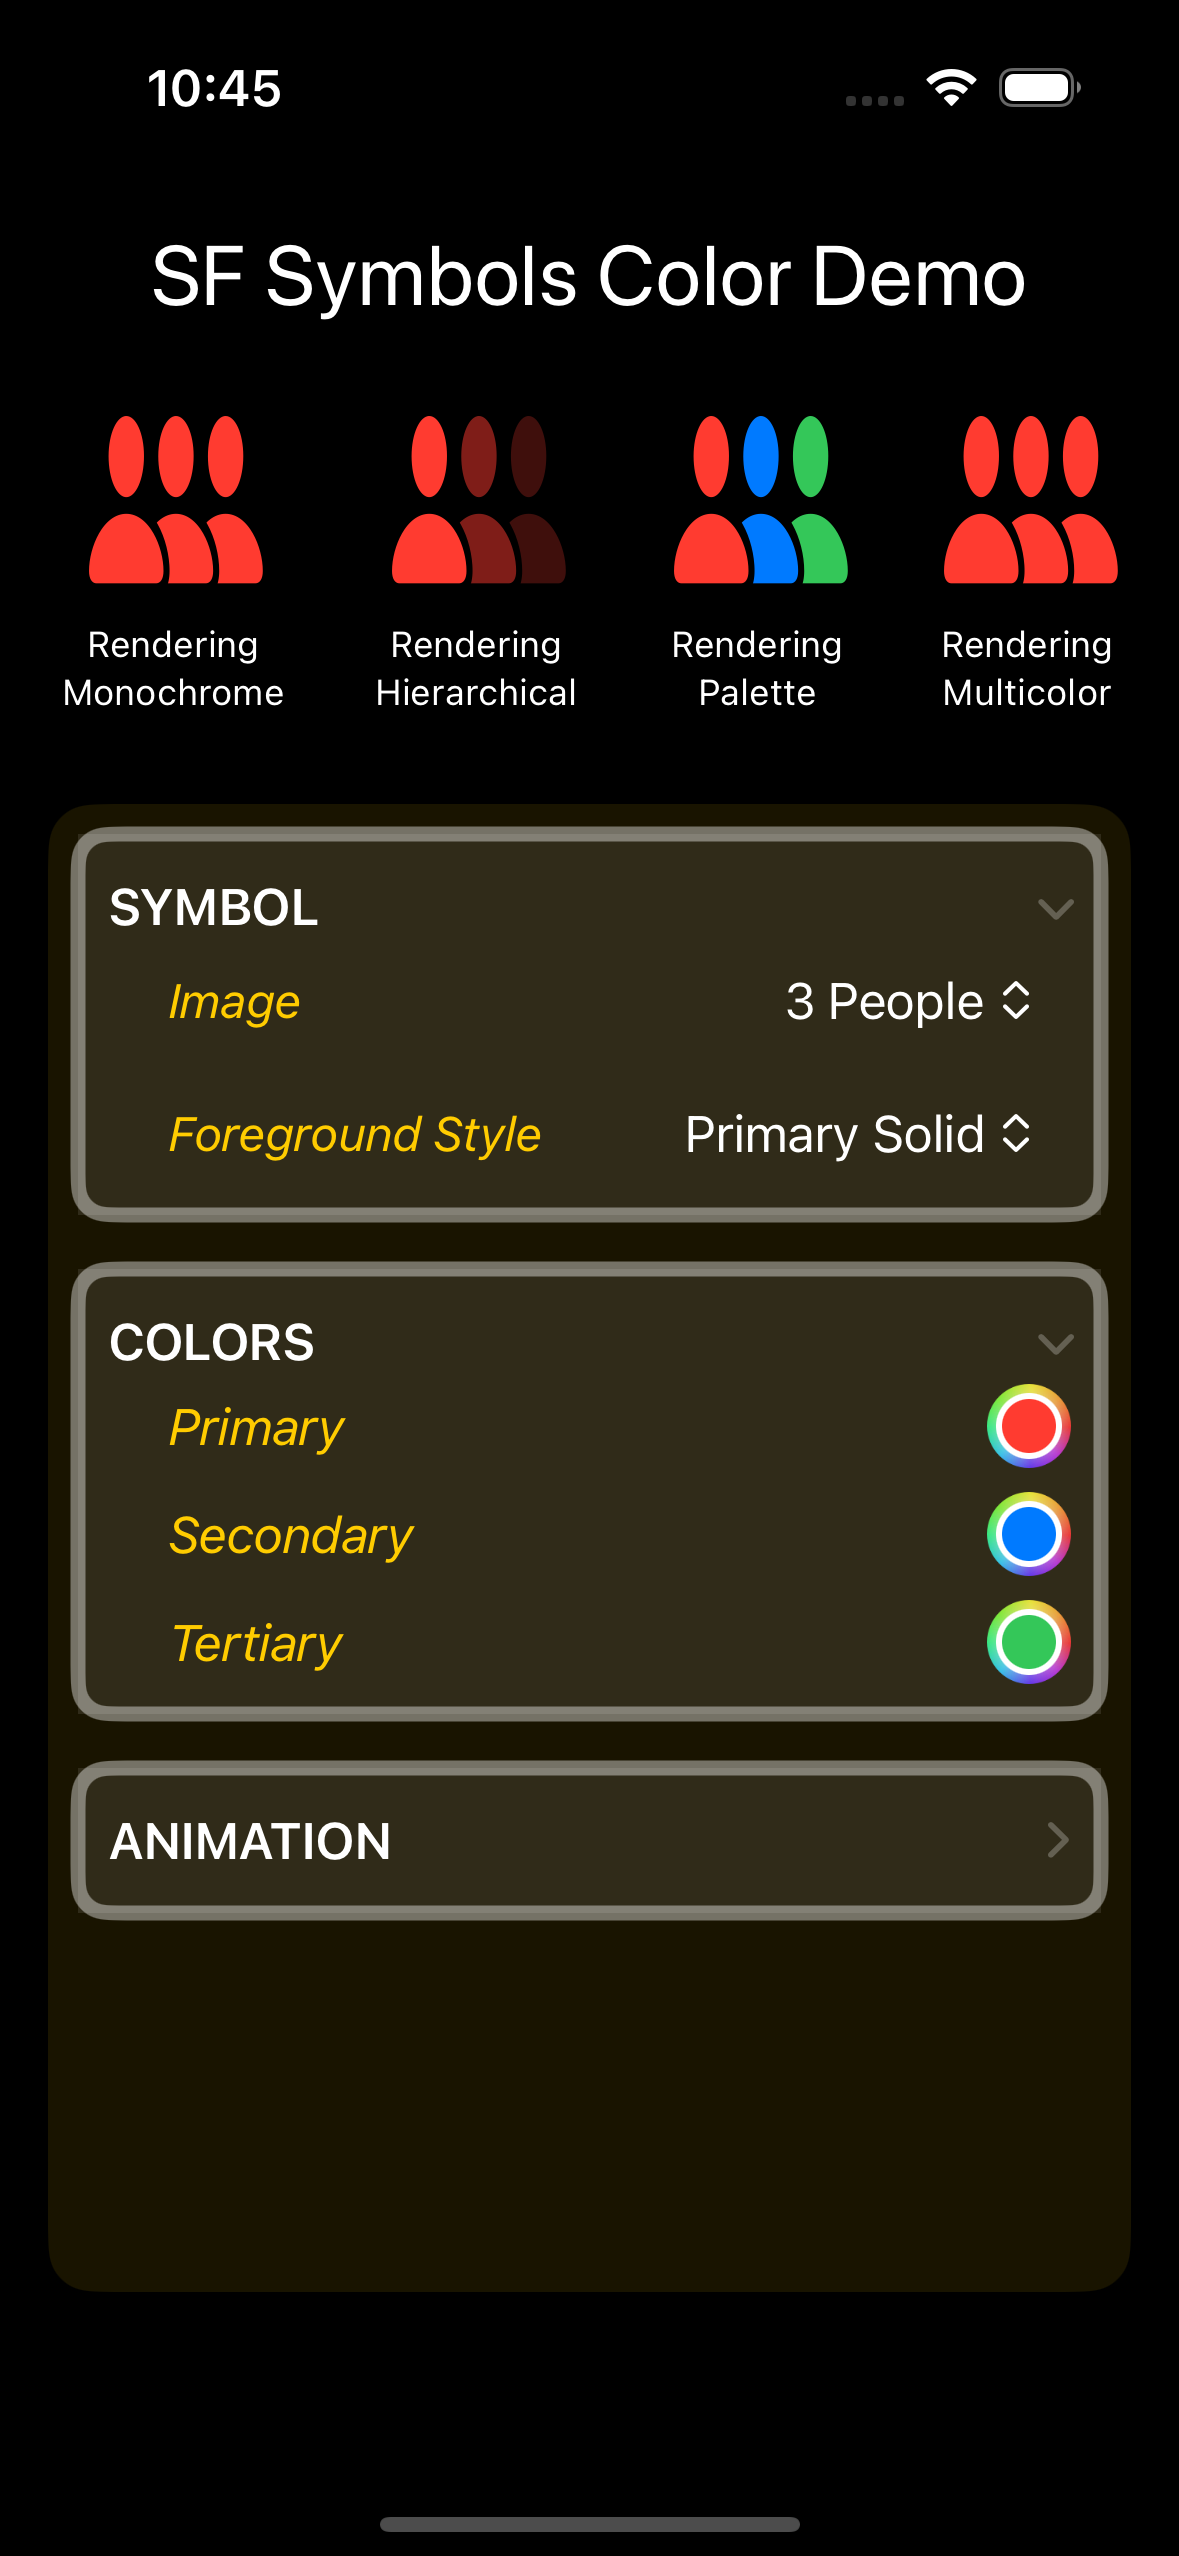 10:45
SF Symbols Color Demo
Rendering
Monochrome
Rendering
Hierarchical
Rendering
Palette
Rendering
Multicolor
SYMBOL
Image
3 People
Foreground Style
Primary Solid
COLORS
Primary
Secondary
Tertiary
ANIMATION